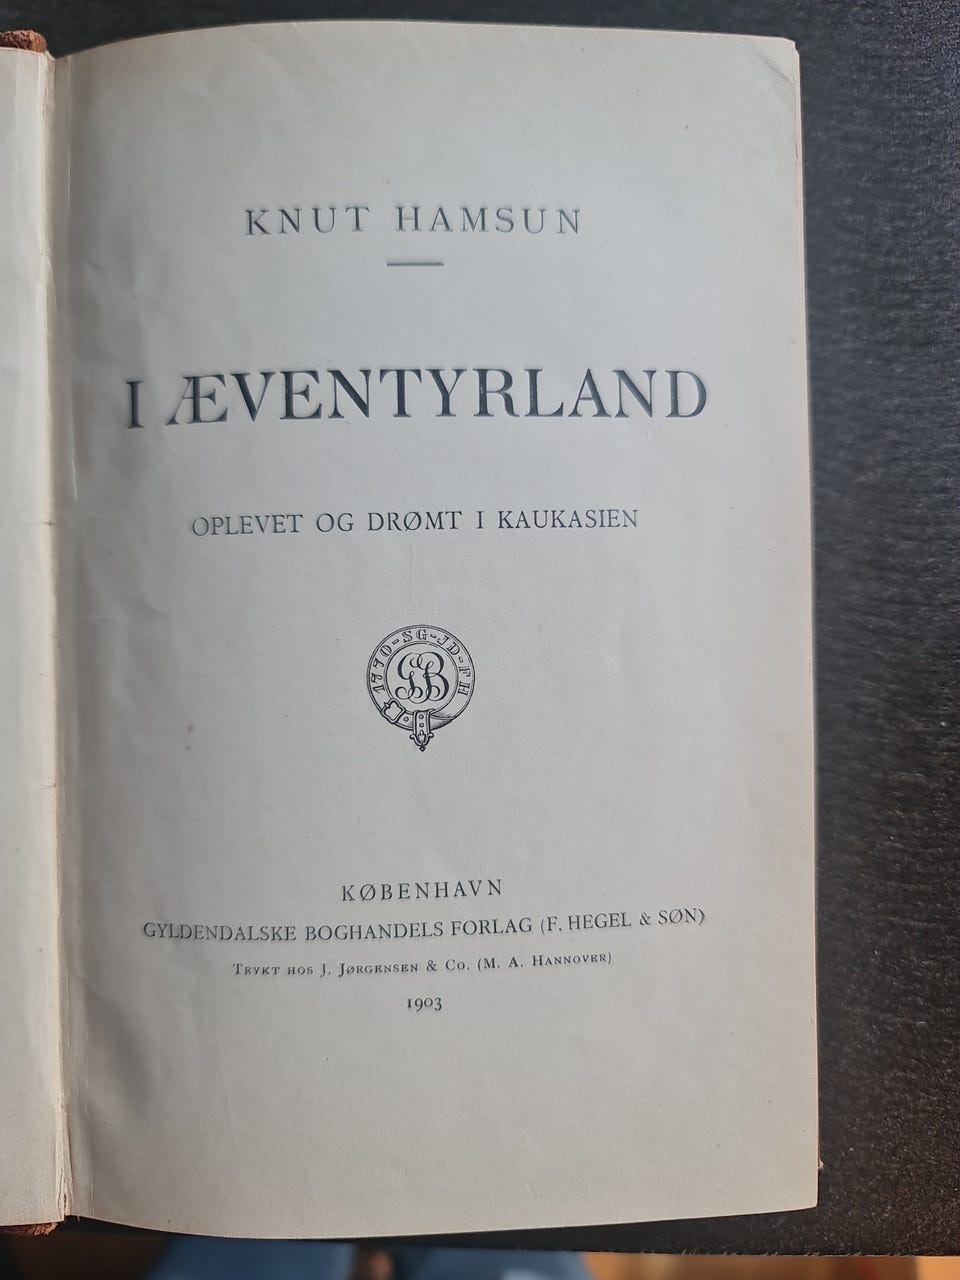 KNUT HAMSUN
I ÆVENTYRLAND
OPLEVET OG DRØMT I KAUKASIEN
1770-SG-JD-FH
GB
KØBENHAVN
GYLDENDALSKE BOGHANDELS FORLAG (F. HEGEL & SØN)
TRYKT HOS J. JØRGENSEN & CO. (M. A. HANNOVER)
1903